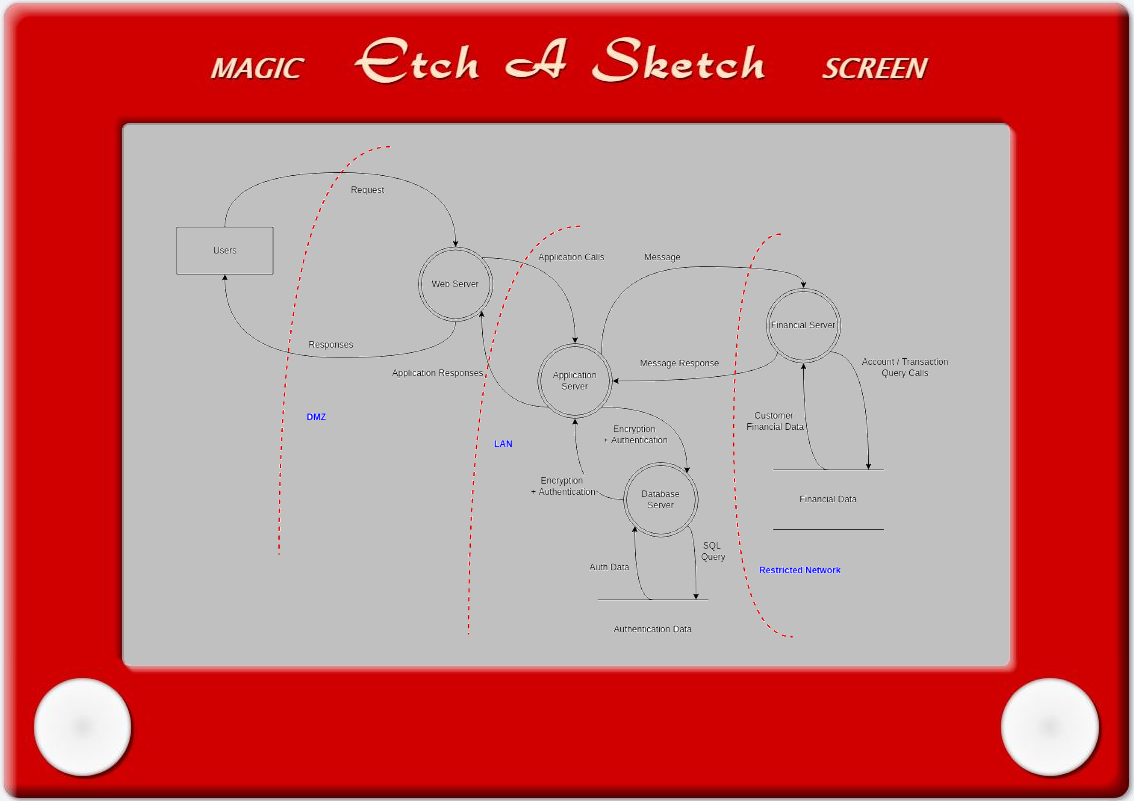 MAGIC Etch A Sketch SCREEN
Request
Users
Application Calls
Message
Web Server
Financial Server
Responses
Application Responses
Message Response
Account / Transaction
Query Calls
Application
Server
DMZ
Customer
Financial Data
LAN
Encryption
+ Authentication
Encryption
+ Authentication
Database
Server
Financial Data
SQL
Query
Auth Data
Restricted Network
Authentication Data